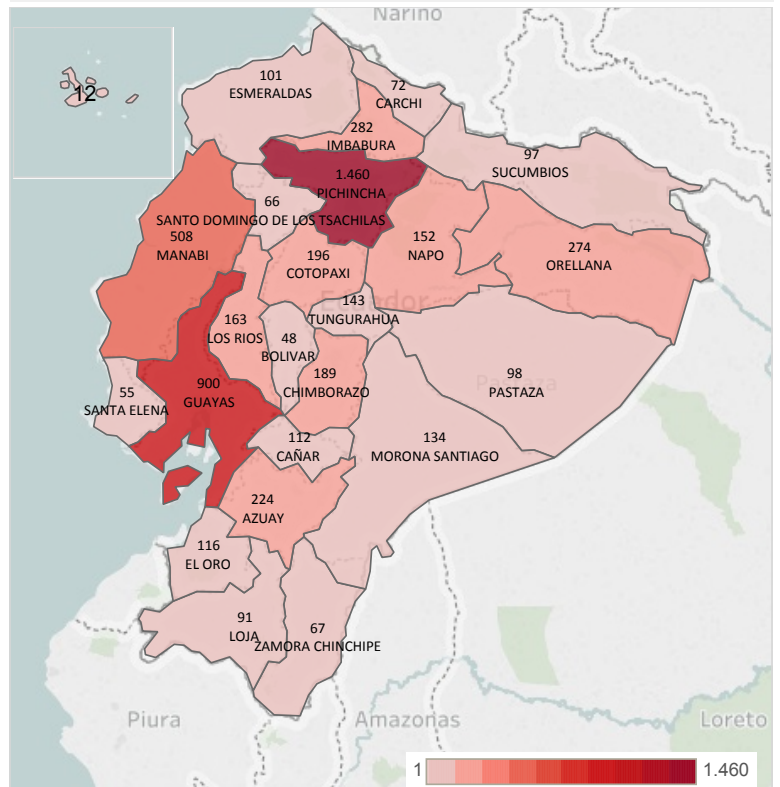 Nariño
12
101
ESMERALDAS
72
CARCHI
282
IMBABURA
97
SUCUMBIOS
1.460
PICHINCHA
66
SANTO DOMINGO DE LOS TSACHILAS
508
MANABI
152
NAPO
274
ORELLANA
196
COTOPAXI
Ecuador
143
TUNGURAHUA
163
LOS RIOS
48
BOLIVAR
189
CHIMBORAZO
98
Pastaza
PASTAZA
55
SANTA ELENA
900
GUAYAS
112
CAÑAR
134
MORONA SANTIAGO
224
AZUAY
116
EL ORO
91
LOJA
67
ZAMORA CHINCHIPE
Piura
Amazonas
Loreto
1
1.460